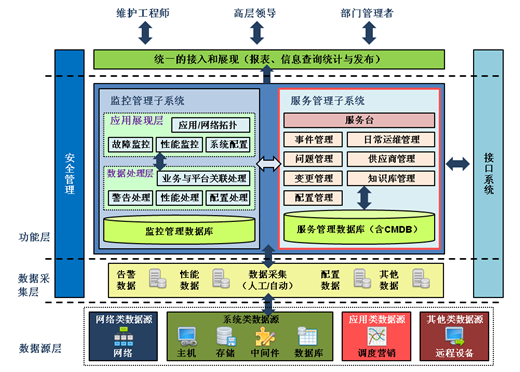 维护工程师
高层领导
部门管理者
统一的接入和展现（报表、信息查询统计与发布）
安全管理
监控管理子系统
应用展现层
应用/网络拓扑
故障监控
性能监控
系统配置
数据处理层
业务与平台关联处理
警告处理
性能处理
配置处理
监控管理数据库
服务管理子系统
服务台
事件管理
日常运维管理
问题管理
供应商管理
变更管理
知识库管理
配置管理
服务管理数据库（含CMDB）
接口系统
功能层
数据采
集层
告警
数据
性能
数据
数据采集
（人工/自动）
配置
数据
其他
数据
数据源层
网络类数据源
网络
系统类数据源
主机
存储
中间件
数据库
应用类数据源
调度营销
其他类数据源
远程设备